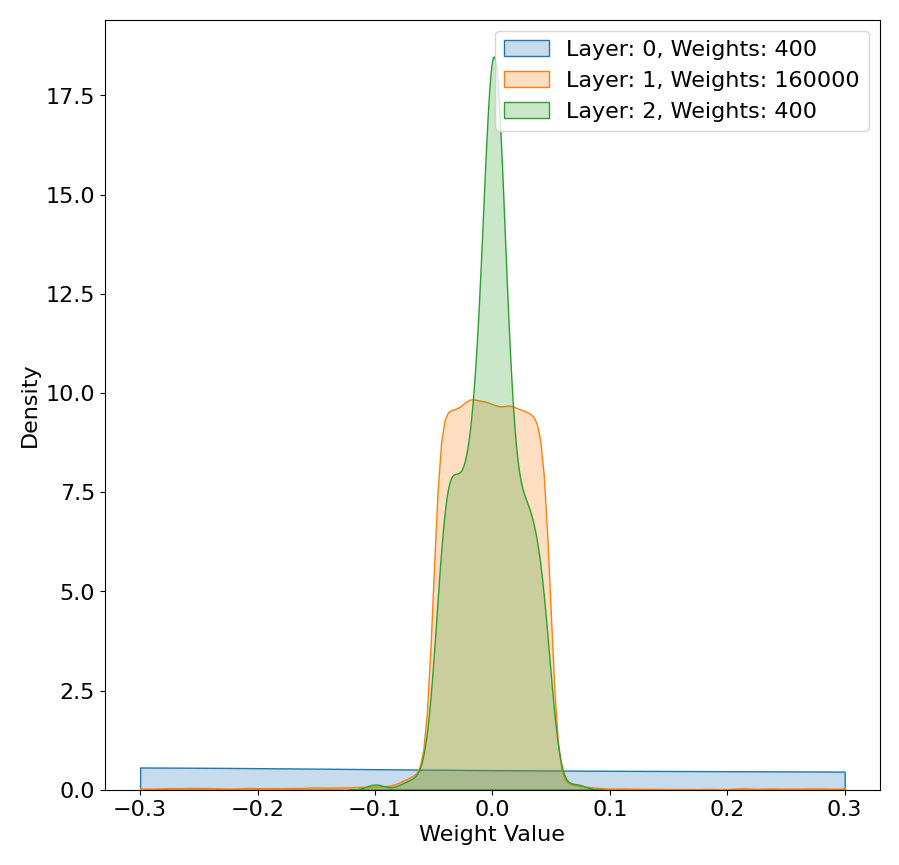 Layer: 0, Weights: 400
Layer: 1, Weights: 160000
Layer: 2, Weights: 400
Density
17.5
15.0
12.5
10.0
7.5
5.0
2.5
0.0
−0.3 −0.2 −0.1 0.0 0.1 0.2 0.3
Weight Value